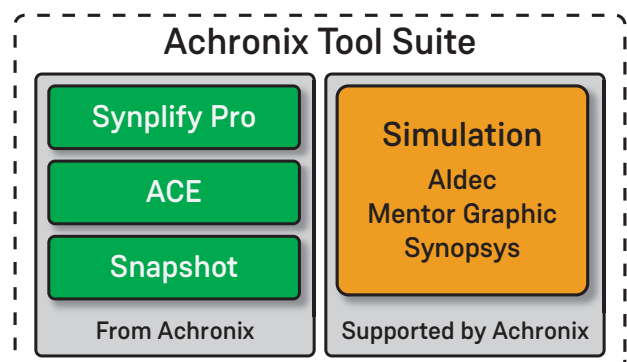 Achronix Tool Suite
Synplify Pro
ACE
Snapshot
From Achronix
Simulation
Aldec
Mentor Graphic
Synopsys
Supported by Achronix